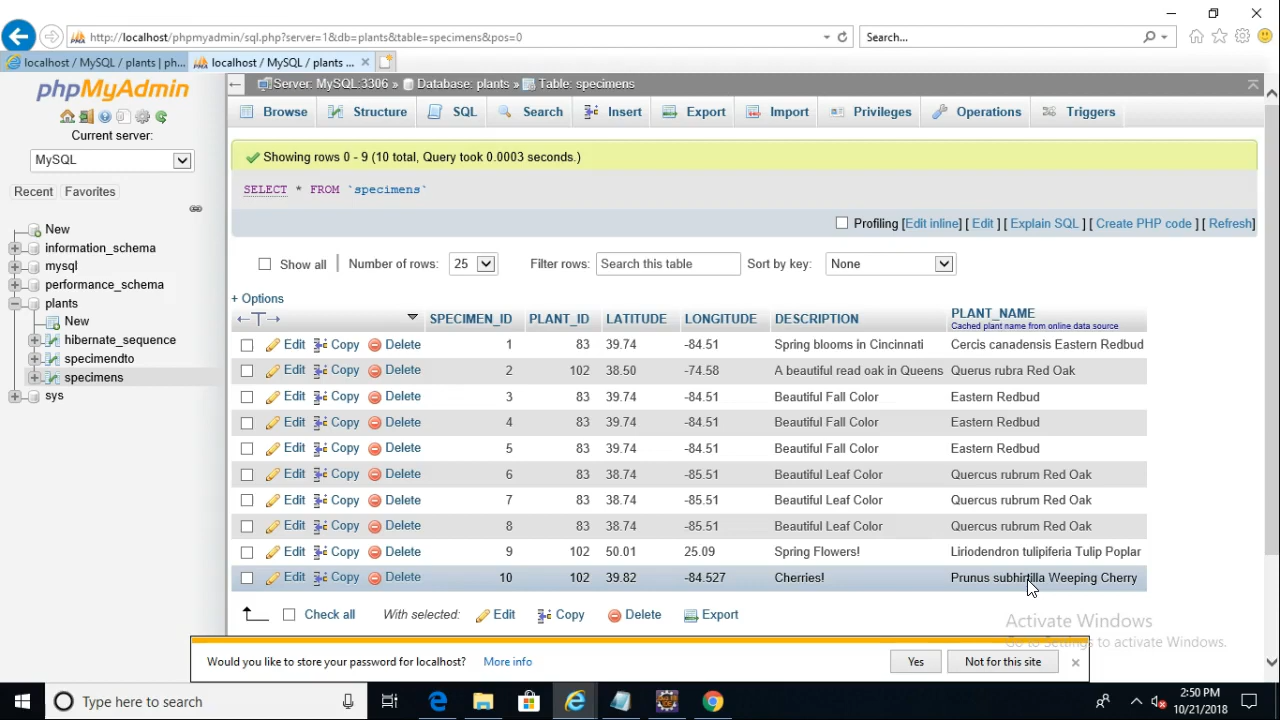 http://localhost/phpmyadmin/sql.php?server=1&db=plants&table=specimens&pos=0
Search...
localhost / MySQL / plants | ph...
localhost / MySQL / plants ...
phpMyAdmin
Server: MySQL:3306 » Database: plants » Table: specimens
Browse Structure SQL Search Insert Export Import Privileges Operations Triggers
Current server:
MySQL
Recent Favorites
New
information_schema
mysql
performance_schema
plants
New
hibernate_sequence
specimendto
specimens
sys
Showing rows 0 - 9 (10 total, Query took 0.0003 seconds.)
SELECT * FROM `specimens`
Profiling [Edit inline] [ Edit ] [ Explain SQL ] [ Create PHP code ] [ Refresh]
Show all Number of rows: 25 Filter rows: Search this table Sort by key: None
+ Options
SPECIMEN_ID PLANT_ID LATITUDE LONGITUDE DESCRIPTION PLANT_NAME
Cached plant name from online data source
Edit Copy Delete 1 83 39.74 -84.51 Spring blooms in Cincinnati Cercis canadensis Eastern Redbud
Edit Copy Delete 2 102 38.50 -74.58 A beautiful read oak in Queens Querus rubra Red Oak
Edit Copy Delete 3 83 39.74 -84.51 Beautiful Fall Color Eastern Redbud
Edit Copy Delete 4 83 39.74 -84.51 Beautiful Fall Color Eastern Redbud
Edit Copy Delete 5 83 39.74 -84.51 Beautiful Fall Color Eastern Redbud
Edit Copy Delete 6 83 38.74 -85.51 Beautiful Leaf Color Quercus rubrum Red Oak
Edit Copy Delete 7 83 38.74 -85.51 Beautiful Leaf Color Quercus rubrum Red Oak
Edit Copy Delete 8 83 38.74 -85.51 Beautiful Leaf Color Quercus rubrum Red Oak
Edit Copy Delete 9 102 50.01 25.09 Spring Flowers! Liriodendron tulipiferia Tulip Poplar
Edit Copy Delete 10 102 39.82 -84.527 Cherries! Prunus subhirtilla Weeping Cherry
Check all With selected: Edit Copy Delete Export
Activate Windows
Go to Settings to activate Windows.
Would you like to store your password for localhost? More info Yes Not for this site
Type here to search
2:50 PM
10/21/2018